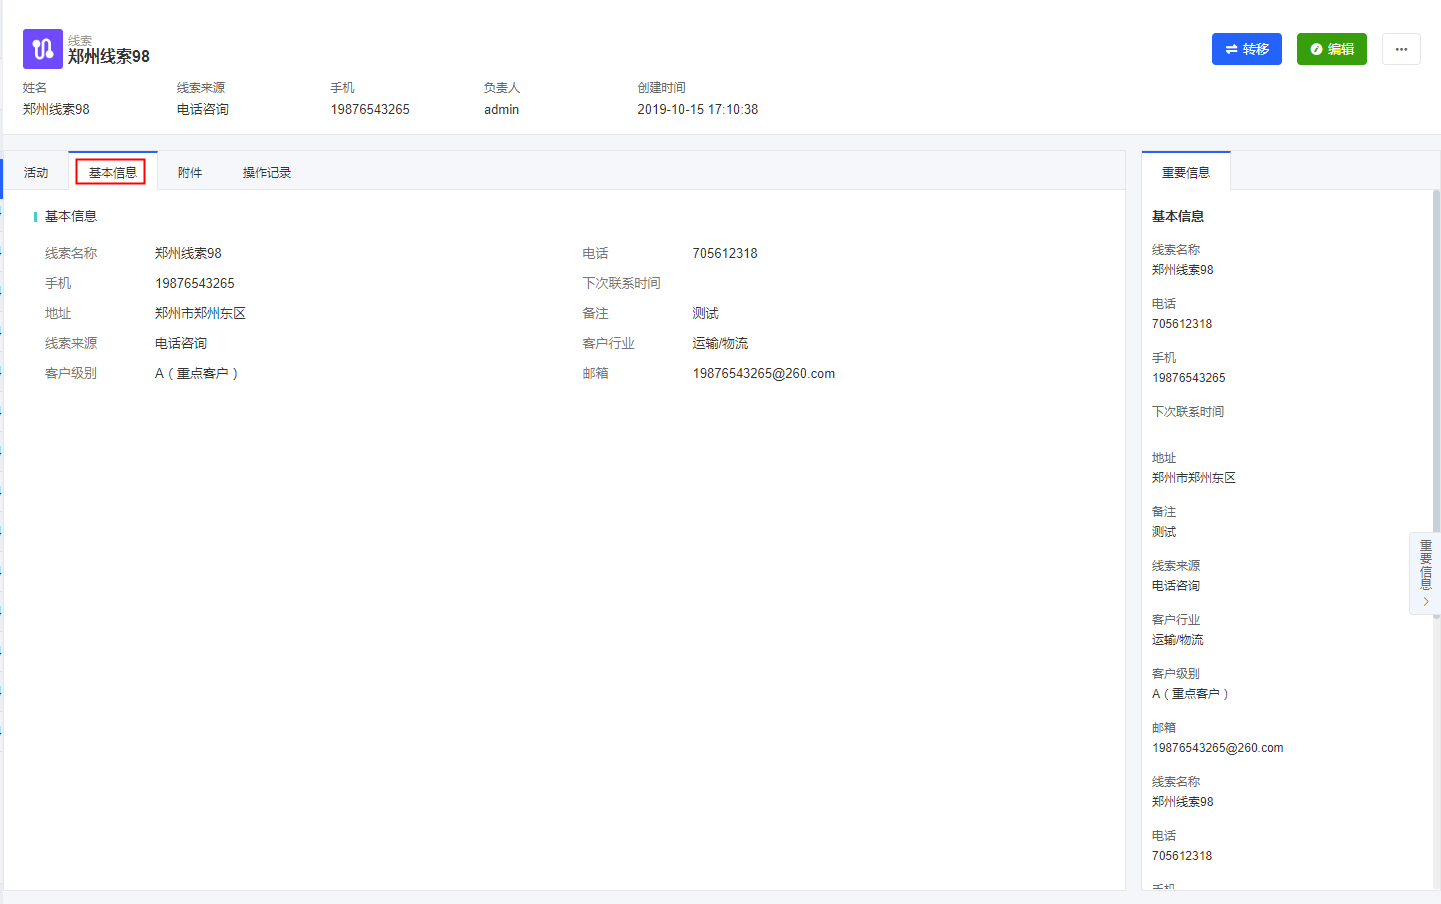 线索
郑州线索98
转移
编辑
姓名
线索来源
手机
负责人
创建时间
郑州线索98
电话咨询
19876543265
admin
2019-10-15 17:10:38
活动
基本信息
附件
操作记录
基本信息
线索名称 郑州线索98
电话 705612318
手机 19876543265
下次联系时间
地址 郑州市郑州东区
备注 测试
线索来源 电话咨询
客户行业 运输/物流
客户级别 A（重点客户）
邮箱 19876543265@260.com
重要信息
基本信息
线索名称
郑州线索98
电话
705612318
手机
19876543265
下次联系时间
地址
郑州市郑州东区
备注
测试
线索来源
电话咨询
客户行业
运输/物流
客户级别
A（重点客户）
邮箱
19876543265@260.com
线索名称
郑州线索98
电话
705612318
手机
重要信息